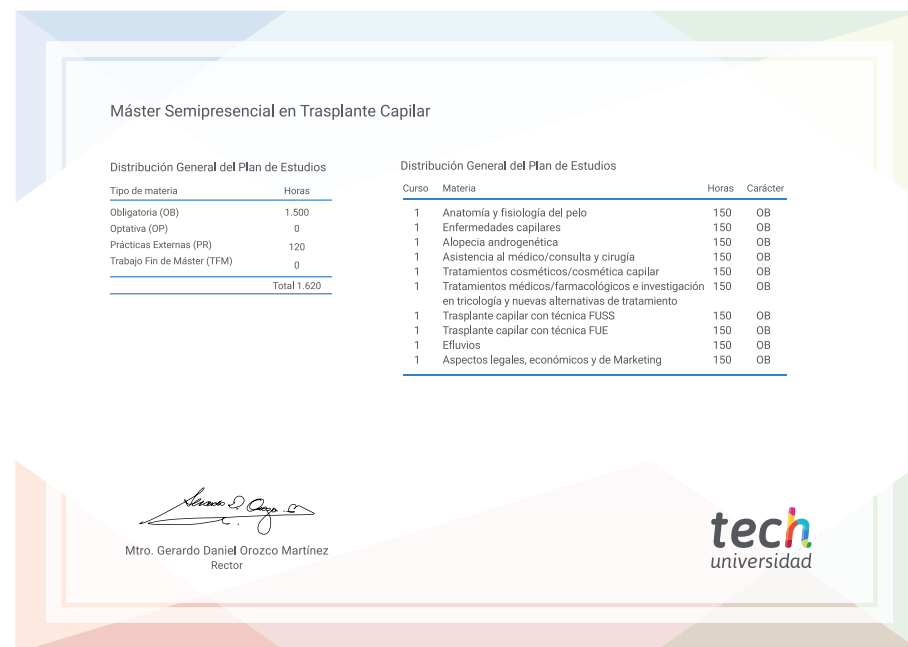 Máster Semipresencial en Trasplante Capilar
Distribución General del Plan de Estudios
Tipo de materia Horas
Obligatoria (OB) 1.500
Optativa (OP) 0
Prácticas Externas (PR) 120
Trabajo Fin de Máster (TFM) 0
Total 1.620
Distribución General del Plan de Estudios
Curso Materia Horas Carácter
1 Anatomía y fisiología del pelo 150 OB
1 Enfermedades capilares 150 OB
1 Alopecia androgenética 150 OB
1 Asistencia al médico/consulta y cirugía 150 OB
1 Tratamientos cosméticos/cosmética capilar 150 OB
1 Tratamientos médicos/farmacológicos e investigación 150 OB
en tricología y nuevas alternativas de tratamiento
1 Trasplante capilar con técnica FUSS 150 OB
1 Trasplante capilar con técnica FUE 150 OB
1 Efluvios 150 OB
1 Aspectos legales, económicos y de Marketing 150 OB
Mtro. Gerardo Daniel Orozco Martínez
Rector
tech
universidad